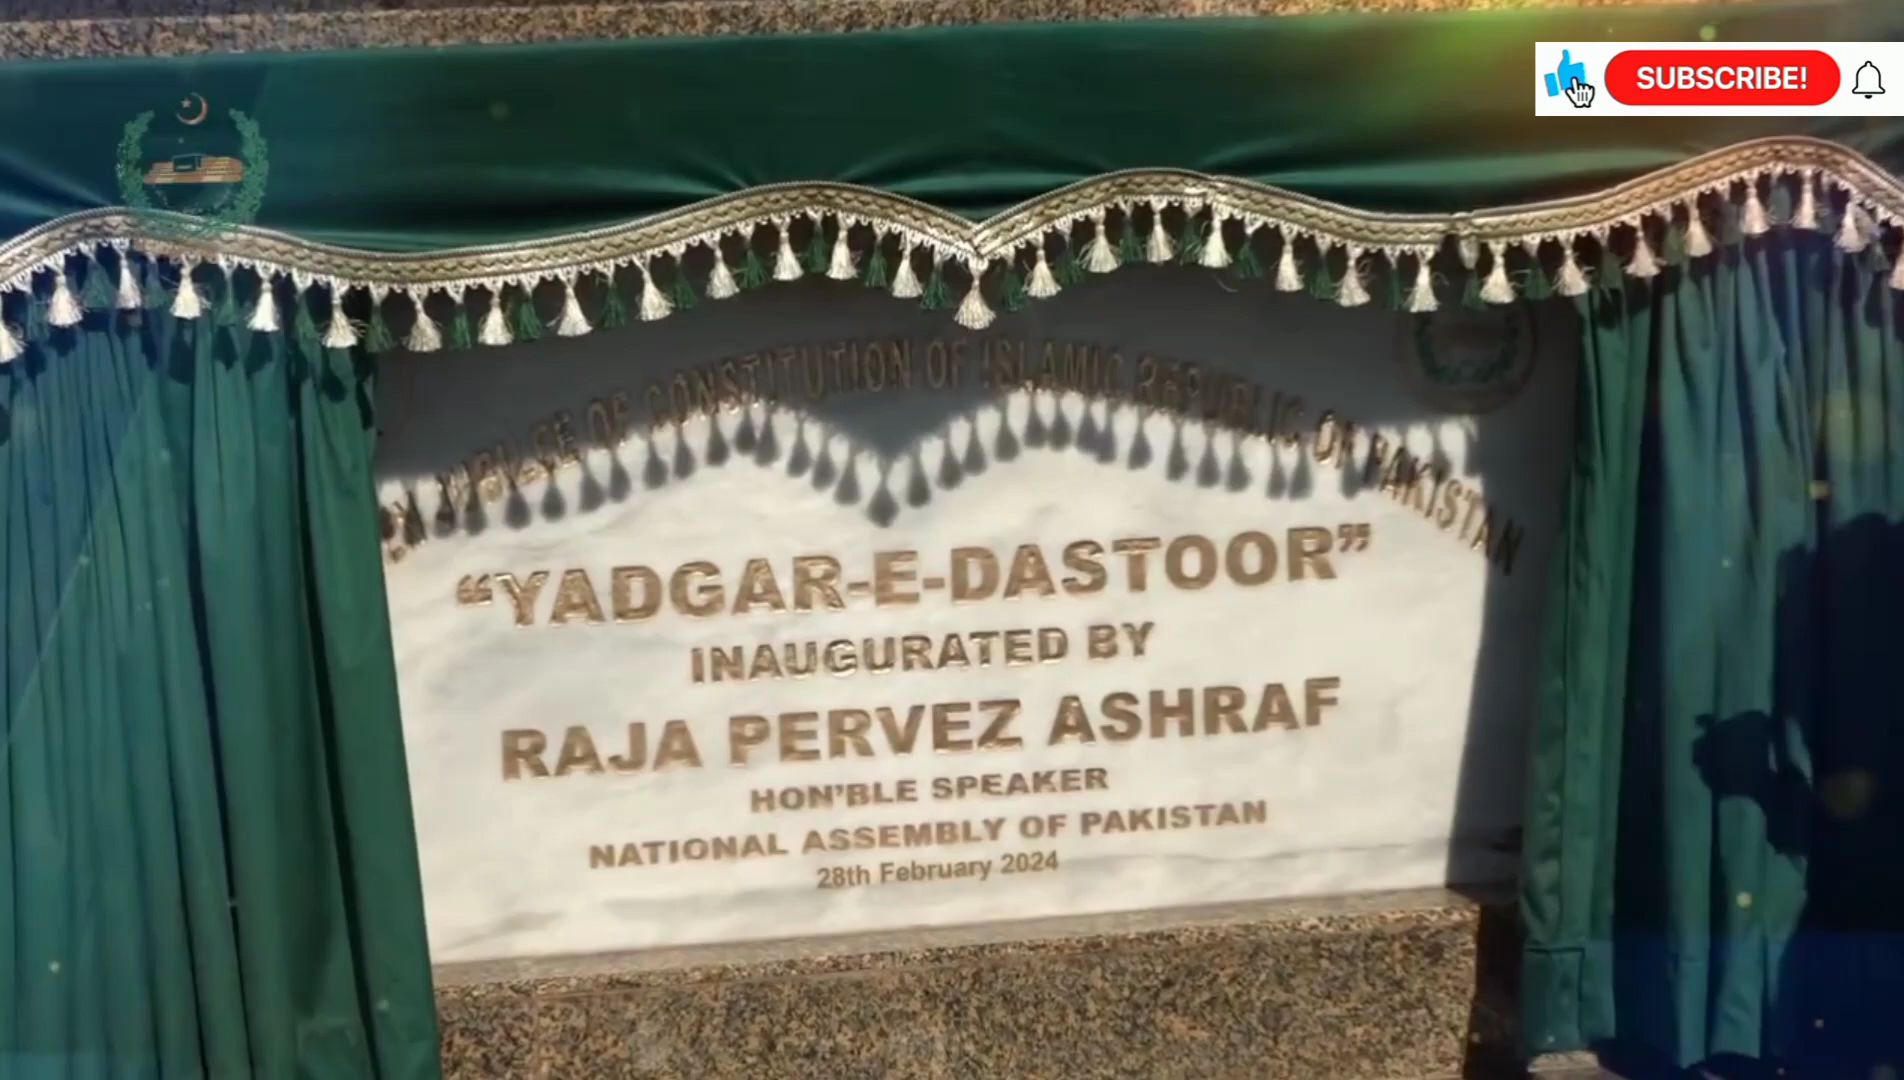 SUBSCRIBE!
OF CONSTITUTION OF ISLAMIC REPUBLIC OF PAKISTAN
“YADGAR-E-DASTOOR”
INAUGURATED BY
RAJA PERVEZ ASHRAF
HON'BLE SPEAKER
NATIONAL ASSEMBLY OF PAKISTAN
28th February 2024